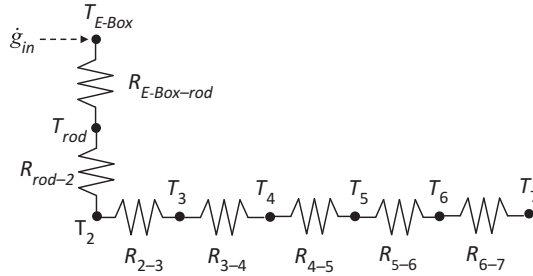 T_E-Box
ġ_in
R_E-Box–rod
T_rod
R_rod–2
T_2 T_3 T_4 T_5 T_6 T_7
R_2–3 R_3–4 R_4–5 R_5–6 R_6–7